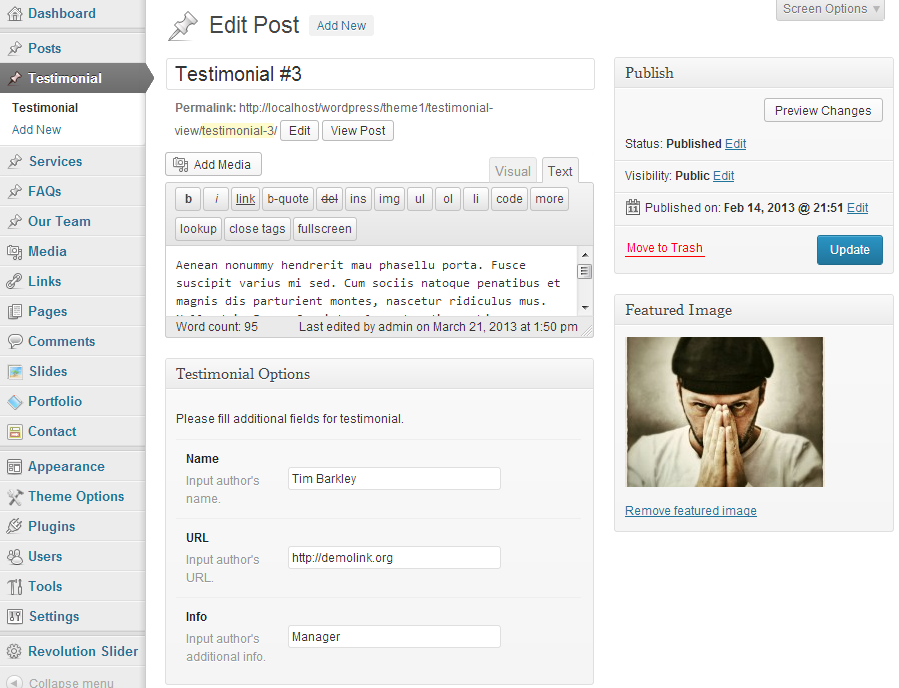 Dashboard
Posts
Testimonial
Testimonial
Add New
Services
FAQs
Our Team
Media
Links
Pages
Comments
Slides
Portfolio
Contact
Appearance
Theme Options
Plugins
Users
Tools
Settings
Revolution Slider
Collapse menu
Screen Options
Edit Post Add New
Testimonial #3
Permalink: http://localhost/wordpress/theme1/testimonial-
view/testimonial-3/ Edit View Post
Add Media
Visual Text
b i link b-quote del ins img ul ol li code more
lookup close tags fullscreen
Aenean nonummy hendrerit mau phasellu porta. Fusce
suscipit varius mi sed. Cum sociis natoque penatibus et
magnis dis parturient montes, nascetur ridiculus mus.
Word count: 95 Last edited by admin on March 21, 2013 at 1:50 pm
Testimonial Options
Please fill additional fields for testimonial.
Name
Input author's
name.
Tim Barkley
URL
Input author's
URL.
http://demolink.org
Info
Input author's
additional info.
Manager
Publish
Preview Changes
Status: Published Edit
Visibility: Public Edit
11 Published on: Feb 14, 2013 @ 21:51 Edit
Move to Trash Update
Featured Image
Remove featured image